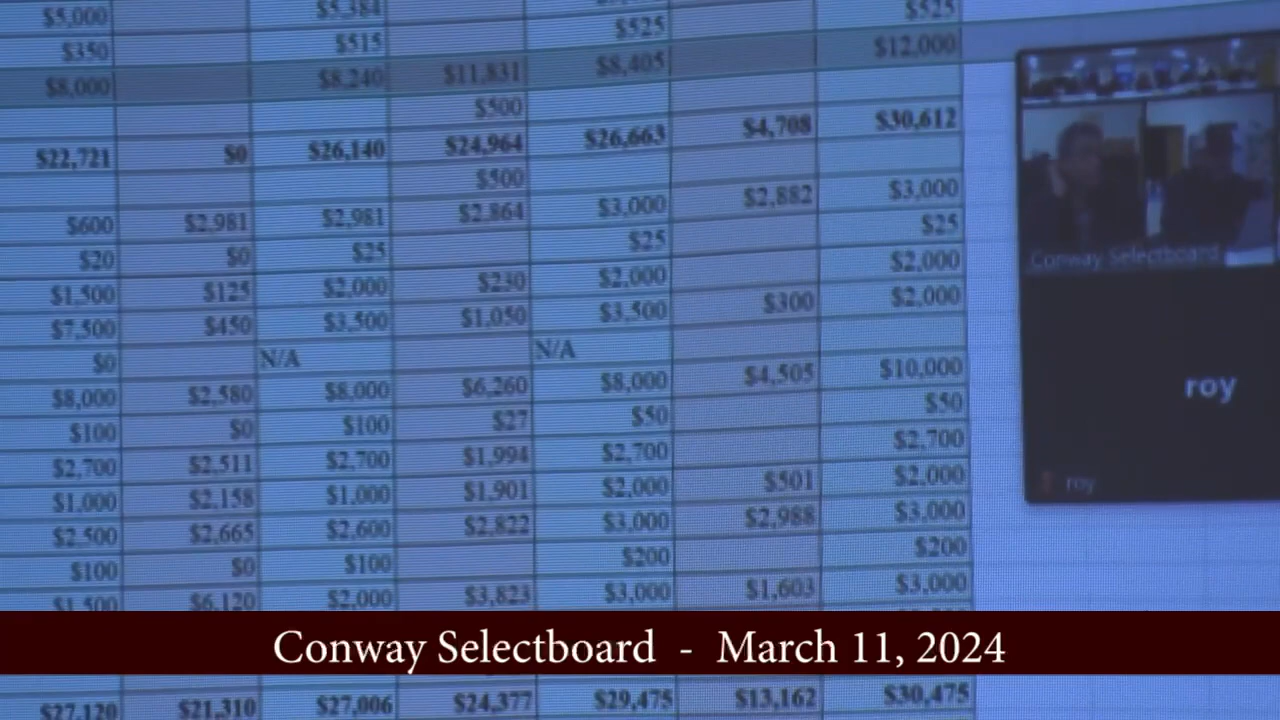 $5,000 $5,384 $525
$350 $515 $525
$8,000 $8,240 $11,831 $8,405 $12,000
$500
$22,721 $0 $26,140 $24,964 $26,663 $4,708 $30,612
$500
$600 $2,981 $2,981 $2,864 $3,000 $2,882 $3,000
$20 $0 $25 $25 $25
$1,500 $125 $2,000 $230 $2,000 $2,000
$7,500 $450 $3,500 $1,050 $3,500 $300 $2,000
$0 N/A N/A
$8,000 $2,580 $8,000 $6,260 $8,000 $4,505 $10,000
$100 $0 $100 $27 $50 $50
$2,700 $2,511 $2,700 $1,994 $2,700 $2,700
$1,000 $2,158 $1,000 $1,901 $2,000 $501 $2,000
$2,500 $2,665 $2,600 $2,822 $3,000 $2,988 $3,000
$100 $0 $100 $200 $200
$1,500 $6,120 $2,000 $3,823 $3,000 $1,603 $3,000
$27,120 $21,310 $27,006 $24,377 $29,475 $13,162 $30,475
Conway Selectboard
roy
roy
Conway Selectboard - March 11, 2024